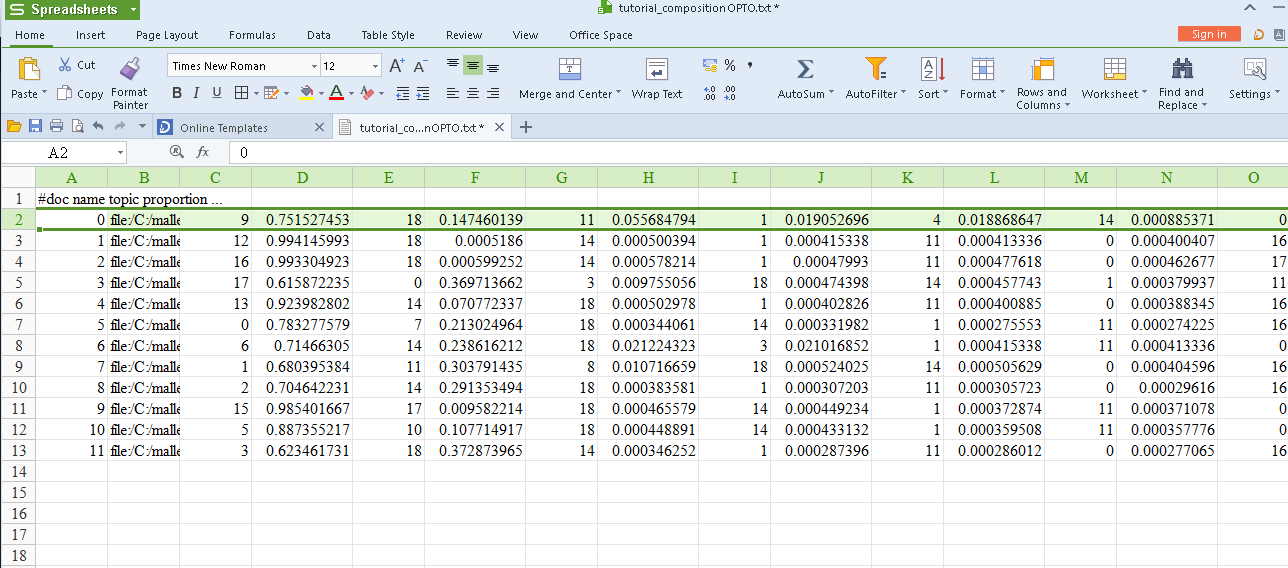 Spreadsheets tutorial_composition OPTO.txt *
Home Insert Page Layout Formulas Data Table Style Review View Office Space Sign in
Paste Cut Copy Format Painter Times New Roman 12 A+ A- B I U A Merge and Center Wrap Text % , AutoSum AutoFilter Sort Format Rows and Columns Worksheet Find and Replace Settings
Online Templates tutorial_co...nOPTO.txt *
A2 fx 0
A B C D E F G H I J K L M N O
1 #doc name topic proportion ...
2 0 file:/C:/malle 9 0.751527453 18 0.147460139 11 0.055684794 1 0.019052696 4 0.018868647 14 0.000885371 0
3 1 file:/C:/malle 12 0.994145993 18 0.0005186 14 0.000500394 1 0.000415338 11 0.000413336 0 0.000400407 16
4 2 file:/C:/malle 16 0.993304923 18 0.000599252 14 0.000578214 1 0.00047993 11 0.000477618 0 0.000462677 17
5 3 file:/C:/malle 17 0.615872235 0 0.369713662 3 0.009755056 18 0.000474398 14 0.000457743 1 0.000379937 11
6 4 file:/C:/malle 13 0.923982802 14 0.070772337 18 0.000502978 1 0.000402826 11 0.000400885 0 0.000388345 16
7 5 file:/C:/malle 0 0.783277579 7 0.213024964 18 0.000344061 14 0.000331982 1 0.000275553 11 0.000274225 16
8 6 file:/C:/malle 6 0.71466305 14 0.238616212 18 0.021224323 3 0.021016852 1 0.000415338 11 0.000413336 0
9 7 file:/C:/malle 1 0.680395384 11 0.303791435 8 0.010716659 18 0.000524025 14 0.000505629 0 0.000404596 16
10 8 file:/C:/malle 2 0.704642231 14 0.291353494 18 0.000383581 1 0.000307203 11 0.000305723 0 0.00029616 16
11 9 file:/C:/malle 15 0.985401667 17 0.009582214 18 0.000465579 14 0.000449234 1 0.000372874 11 0.000371078 0
12 10 file:/C:/malle 5 0.887355217 10 0.107714917 18 0.000448891 14 0.000433132 1 0.000359508 11 0.000357776 0
13 11 file:/C:/malle 3 0.623461731 18 0.372873965 14 0.000346252 1 0.000287396 11 0.000286012 0 0.000277065 16
14
15
16
17
18